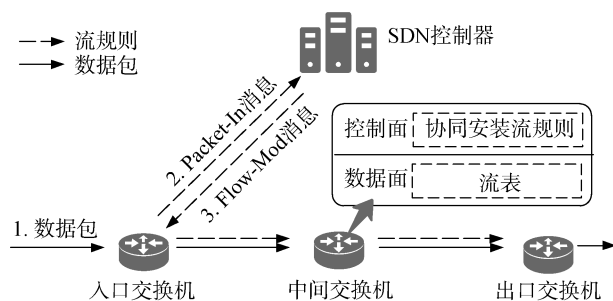 流规则
数据包
SDN控制器
2. Packet-In消息
3. Flow-Mod消息
控制面
协同安装流规则
数据面
流表
1. 数据包
入口交换机
中间交换机
出口交换机